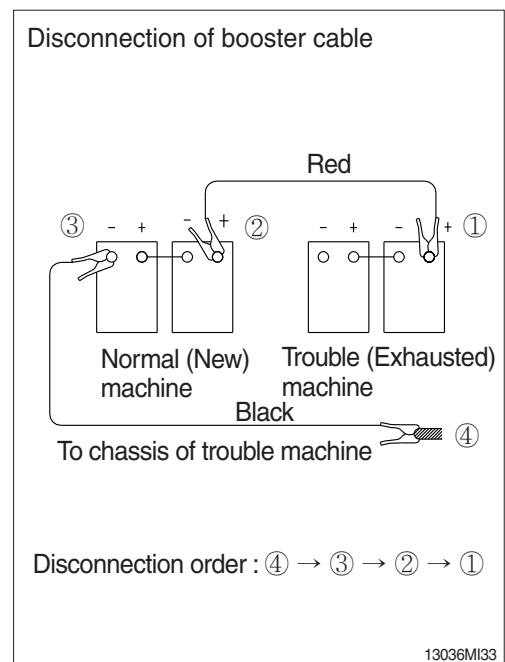 Disconnection of booster cable
Red
③ - + - + ② - + - + ①
Normal (New)
machine
Trouble (Exhausted)
machine
Black
To chassis of trouble machine ④
Disconnection order : ④ → ③ → ② → ①
13036MI33